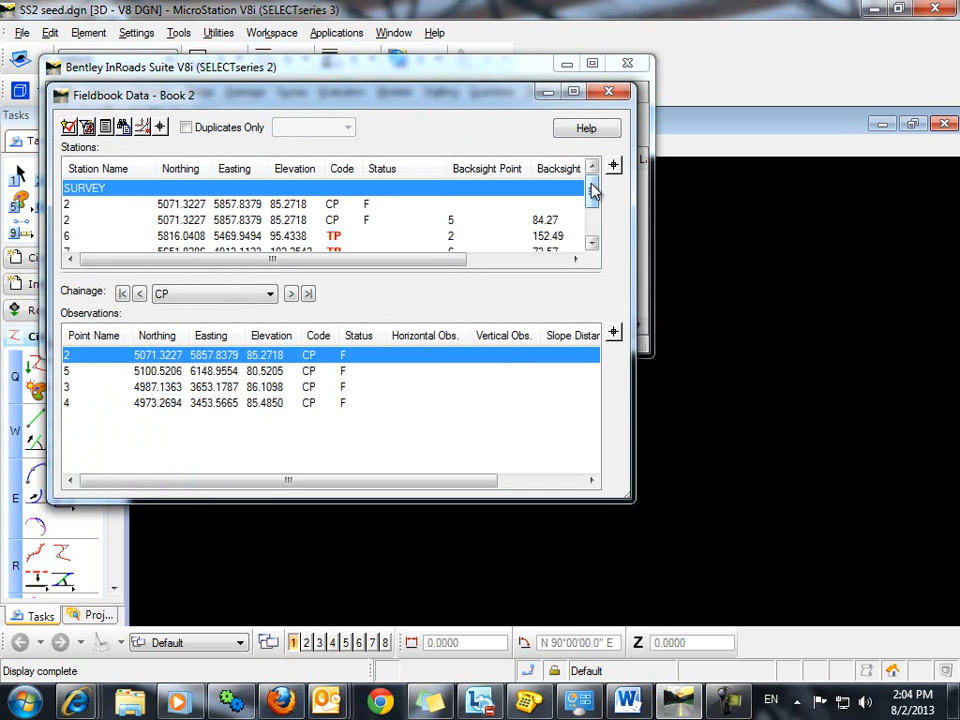 SS2 seed.dgn [3D - V8 DGN] - MicroStation V8i (SELECTseries 3)
File Edit Element Settings Tools Utilities Workspace Applications Window Help
Bentley InRoads Suite V8i (SELECTseries 2)
Fieldbook Data - Book 2
Tasks
Duplicates Only
Help
Stations:
Station Name Northing Easting Elevation Code Status Backsight Point Backsight
SURVEY
2 5071.3227 5857.8379 85.2718 CP F
2 5071.3227 5857.8379 85.2718 CP F 5 84.27
6 5816.0408 5469.9494 95.4338 TP 2 152.49
Chainage: |< < CP > >|
Observations:
Point Name Northing Easting Elevation Code Status Horizontal Obs. Vertical Obs. Slope Distar
2 5071.3227 5857.8379 85.2718 CP F
5 5100.5206 6148.9554 80.5205 CP F
3 4987.1363 3653.1787 86.1098 CP F
4 4973.2694 3453.5665 85.4850 CP F
Q
W
E
R
Tasks Proj...
Default 1 2 3 4 5 6 7 8 0.0000 N 90°00'00.0" E Z 0.0000
Display complete Default
EN 2:04 PM
8/2/2013